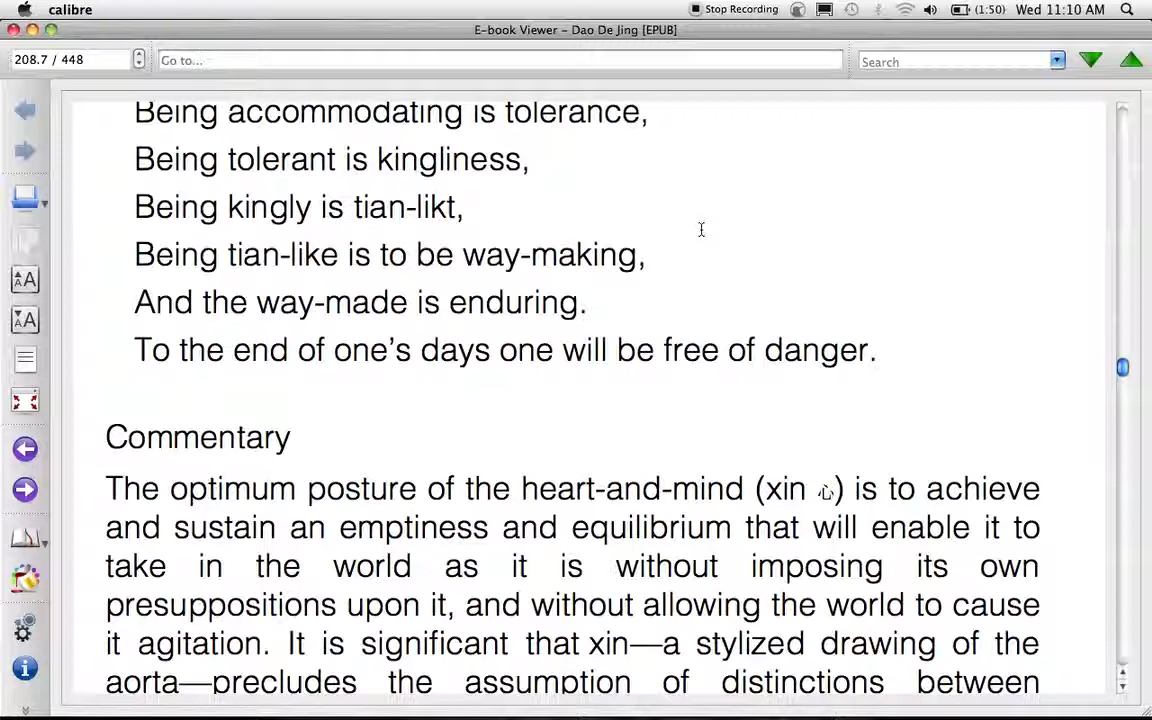 calibre
Stop Recording
(1:50)
Wed 11:10 AM
E-book Viewer – Dao De Jing [EPUB]
208.7 / 448
Go to...
Search
Being accommodating is tolerance,
Being tolerant is kingliness,
Being kingly is tian-likt,
Being tian-like is to be way-making,
And the way-made is enduring.
To the end of one’s days one will be free of danger.
Commentary
The optimum posture of the heart-and-mind (xin 心) is to achieve
and sustain an emptiness and equilibrium that will enable it to
take in the world as it is without imposing its own
presuppositions upon it, and without allowing the world to cause
it agitation. It is significant that xin—a stylized drawing of the
aorta—precludes the assumption of distinctions between